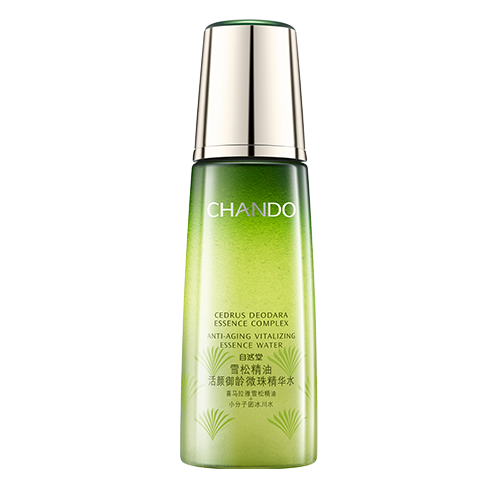 CHANDO
CEDRUS DEODARA
ESSENCE COMPLEX
ANTI-AGING VITALIZING
ESSENCE WATER
自然堂
雪松精油
活颜御龄微珠精华水
喜马拉雅雪松精油
小分子团冰川水